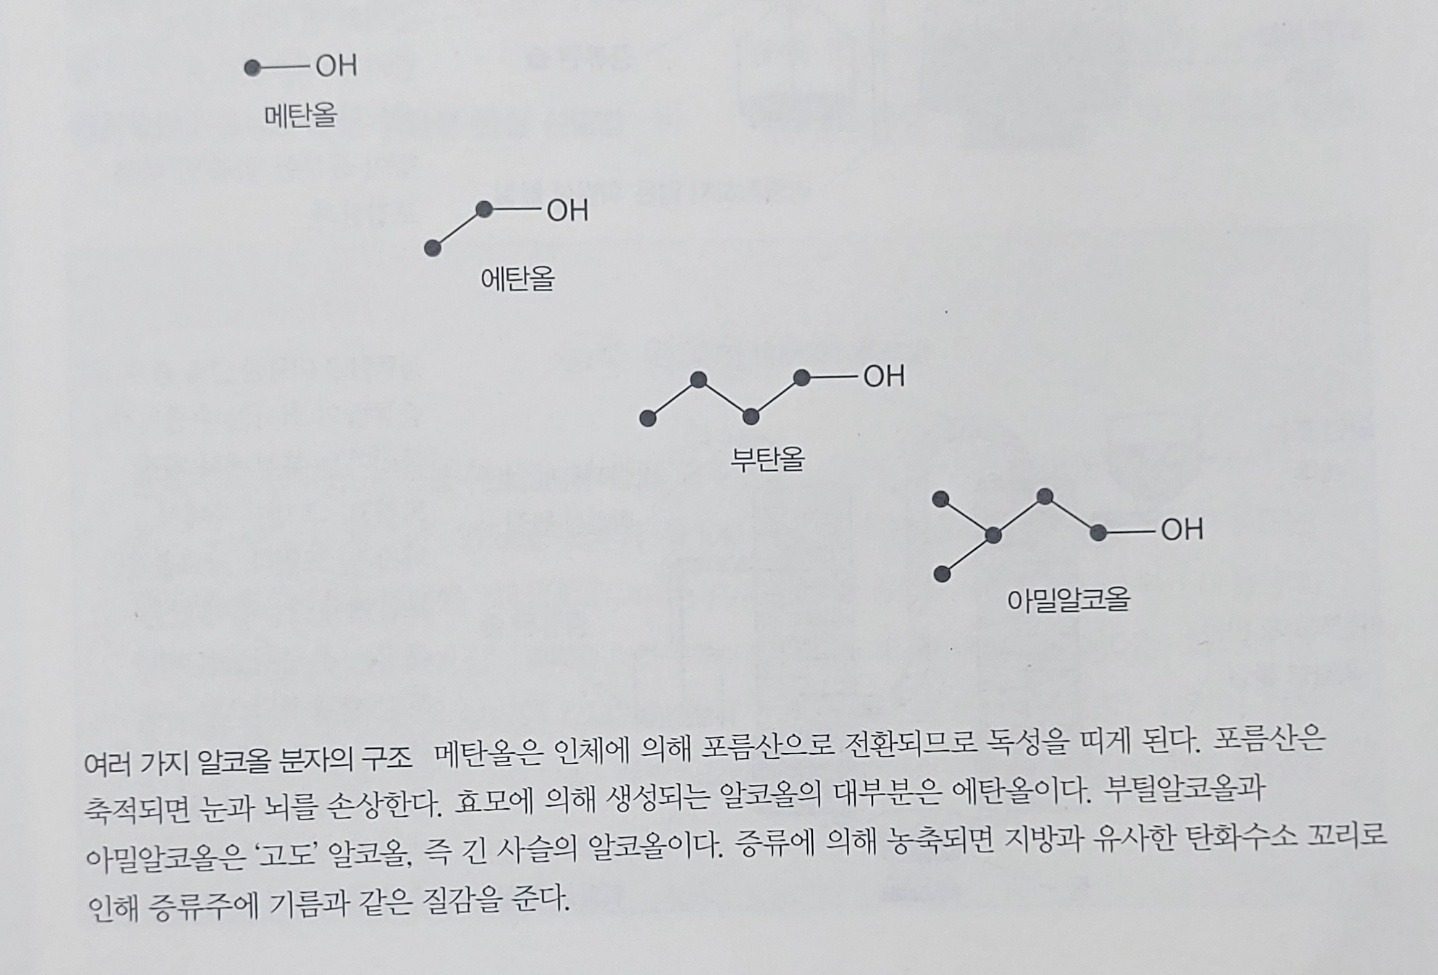 OH
메탄올
OH
에탄올
OH
부탄올
OH
아밀알코올
여러 가지 알코올 분자의 구조 메탄올은 인체에 의해 포름산으로 전환되므로 독성을 띠게 된다. 포름산은
축적되면 눈과 뇌를 손상한다. 효모에 의해 생성되는 알코올의 대부분은 에탄올이다. 부틸알코올과
아밀알코올은 ‘고도’ 알코올, 즉 긴 사슬의 알코올이다. 증류에 의해 농축되면 지방과 유사한 탄화수소 꼬리로
인해 증류주에 기름과 같은 질감을 준다.